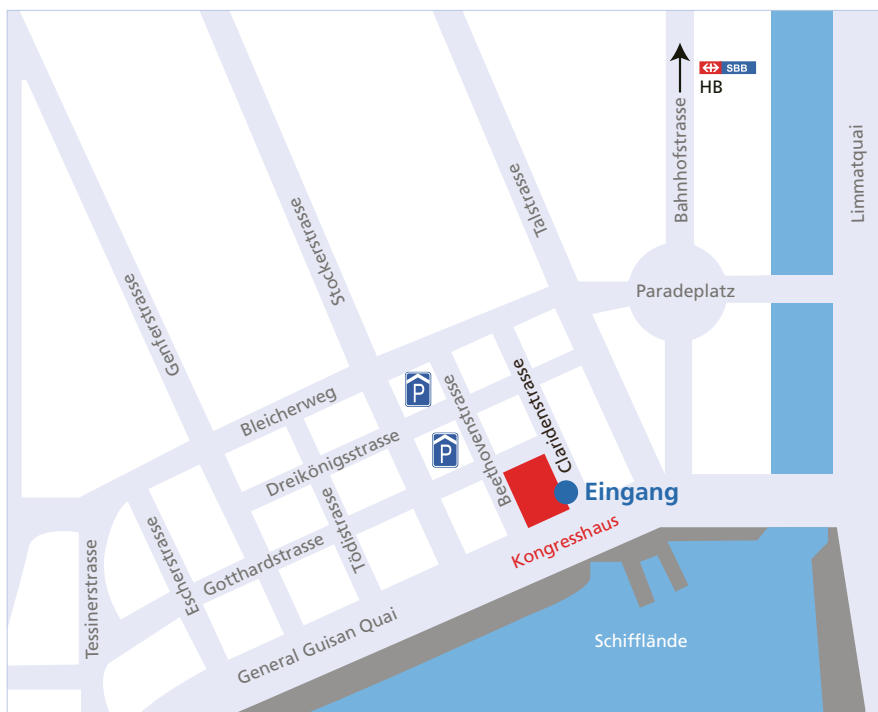 SBB
HB
Bahnhofstrasse
Limmatquai
Talstrasse
Stockerstrasse
Genferstrasse
Paradeplatz
Bleicherweg
P
Beethovenstrasse
Claridenstrasse
Dreikönigsstrasse
P
Eingang
Kongresshaus
Tödistrasse
Gotthardstrasse
Escherstrasse
Tessinerstrasse
General Guisan Quai
Schifflände